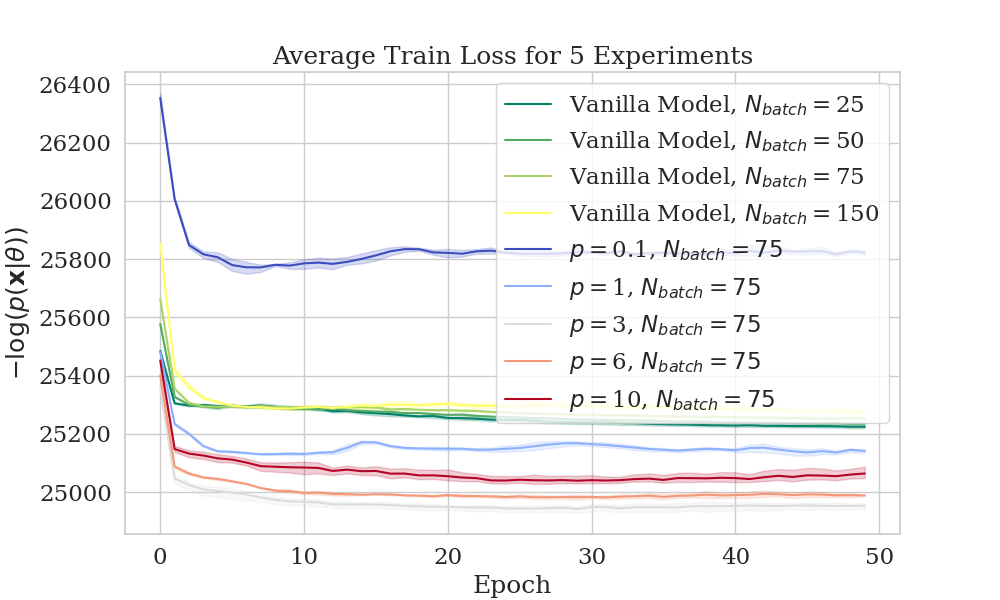 Average Train Loss for 5 Experiments
26400
26200
26000
25800
25600
25400
25200
25000
−log(p(x|θ))
Vanilla Model, N_batch = 25
Vanilla Model, N_batch = 50
Vanilla Model, N_batch = 75
Vanilla Model, N_batch = 150
p = 0.1, N_batch = 75
p = 1, N_batch = 75
p = 3, N_batch = 75
p = 6, N_batch = 75
p = 10, N_batch = 75
0 10 20 30 40 50
Epoch